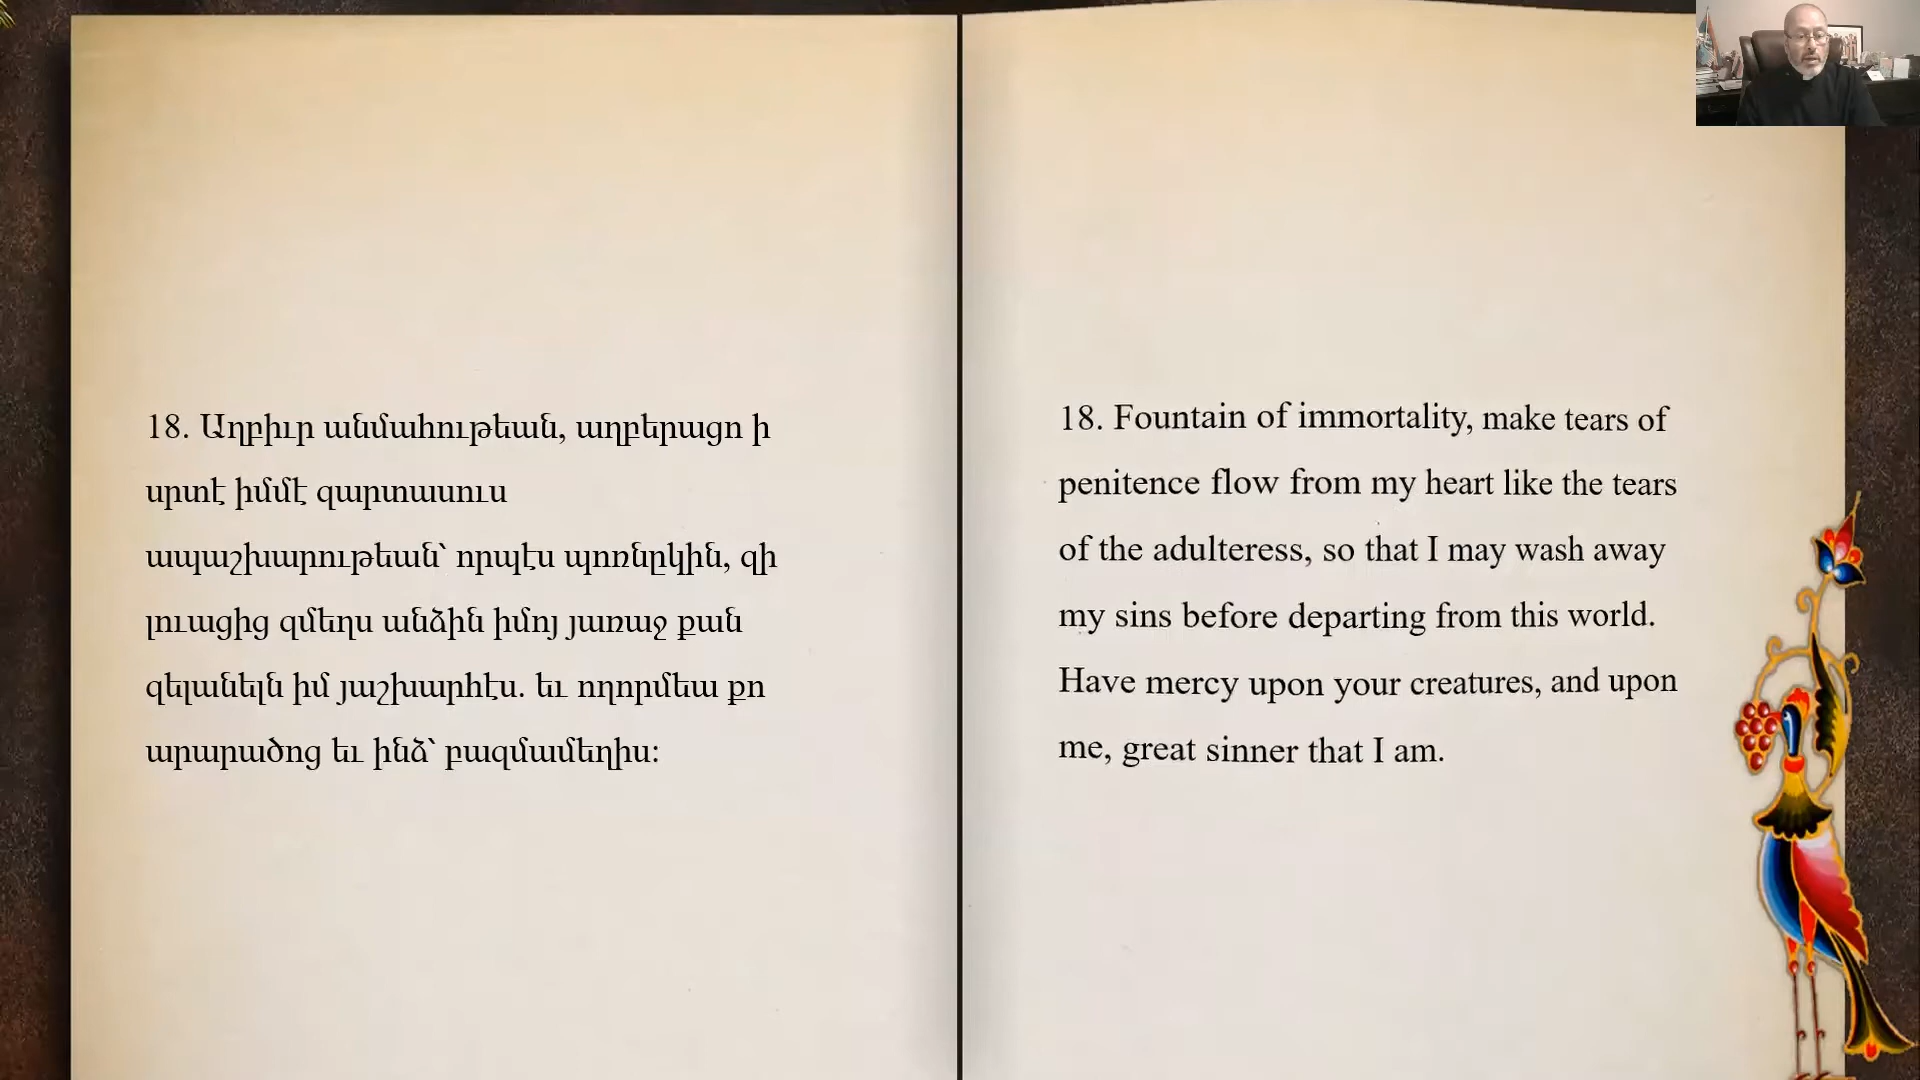 18. Աղբիւր անմահութեան, աղբերացո ի
սրտէ իմմէ զարտասուս
ապաշխարութեան՝ որպէս պոռնըկին, զի
լուացից զմեղս անձին իմոյ յառաջ քան
զելանելն իմ յաշխարհէս. եւ ողորմեա քո
արարածոց եւ ինձ՝ բազմամեղիս:
18. Fountain of immortality, make tears of
penitence flow from my heart like the tears
of the adulteress, so that I may wash away
my sins before departing from this world.
Have mercy upon your creatures, and upon
me, great sinner that I am.